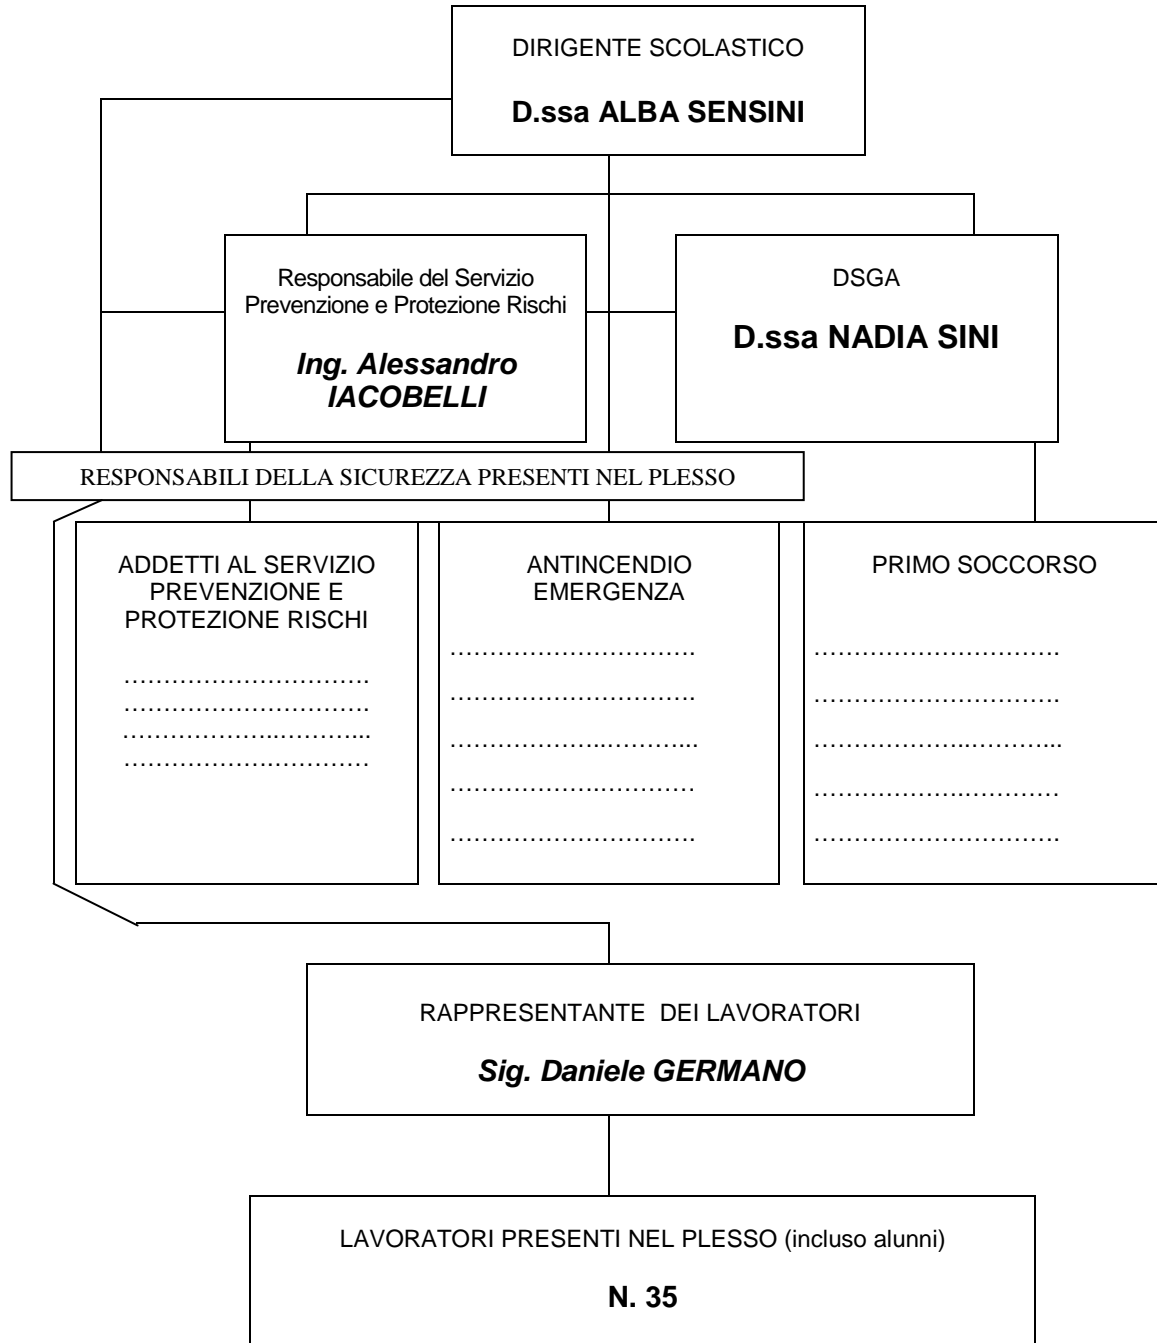 DIRIGENTE SCOLASTICO
D.ssa ALBA SENSINI
Responsabile del Servizio
Prevenzione e Protezione Rischi
Ing. Alessandro
IACOBELLI
DSGA
D.ssa NADIA SINI
RESPONSABILI DELLA SICUREZZA PRESENTI NEL PLESSO
ADDETTI AL SERVIZIO
PREVENZIONE E
PROTEZIONE RISCHI
………………………….
………………………….
………………..………...
……………….…………
ANTINCENDIO
EMERGENZA
………………………….
………………………….
………………..………...
……………….…………
………………………….
PRIMO SOCCORSO
………………………….
………………………….
………………..………...
……………….…………
………………………….
RAPPRESENTANTE  DEI LAVORATORI
Sig. Daniele GERMANO
LAVORATORI PRESENTI NEL PLESSO (incluso alunni)
N. 35